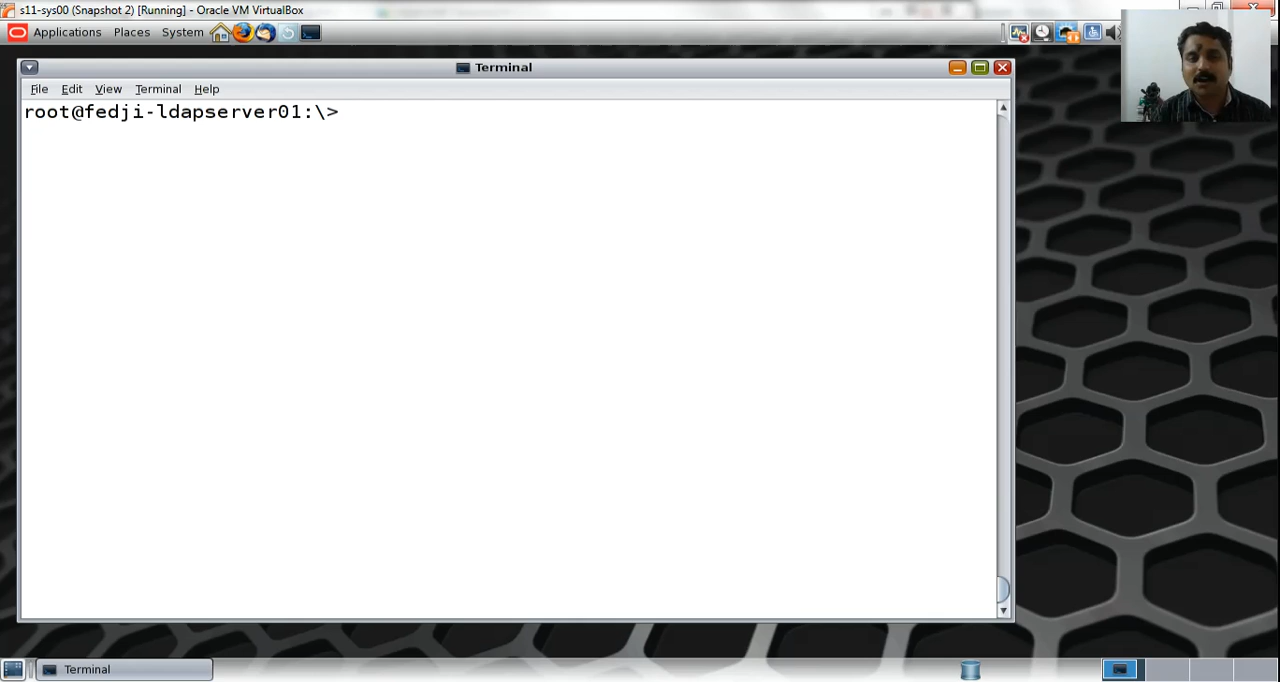 s11-sys00 (Snapshot 2) [Running] - Oracle VM VirtualBox
Applications Places System
Terminal
File Edit View Terminal Help
root@fedji-ldapserver01:\>
Terminal